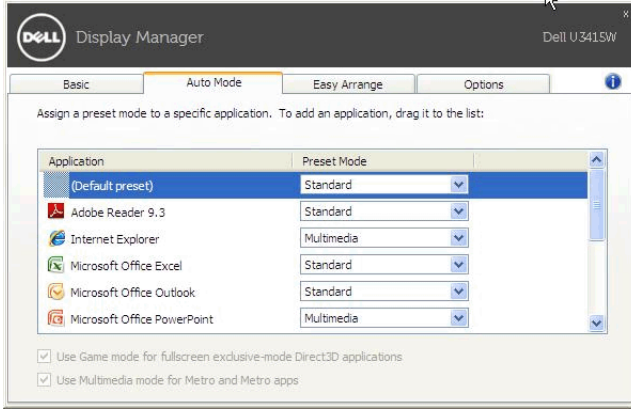 DELL Display Manager Dell U3415W
x
Basic Auto Mode Easy Arrange Options
Assign a preset mode to a specific application. To add an application, drag it to the list:
Application Preset Mode
(Default preset) Standard
Adobe Reader 9.3 Standard
Internet Explorer Multimedia
Microsoft Office Excel Standard
Microsoft Office Outlook Standard
Microsoft Office PowerPoint Multimedia
Use Game mode for fullscreen exclusive-mode Direct3D applications
Use Multimedia mode for Metro and Metro apps